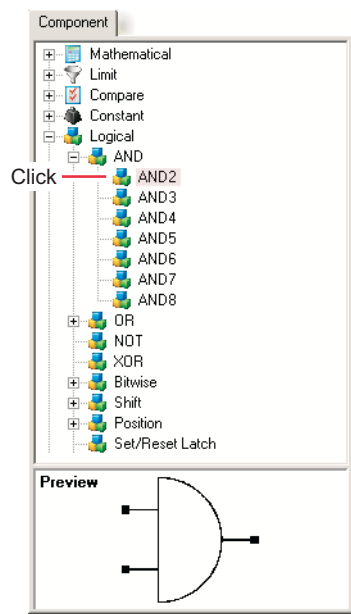 Component
Mathematical
Limit
Compare
Constant
Logical
AND
Click
AND2
AND3
AND4
AND5
AND6
AND7
AND8
OR
NOT
XOR
Bitwise
Shift
Position
Set/Reset Latch
Preview